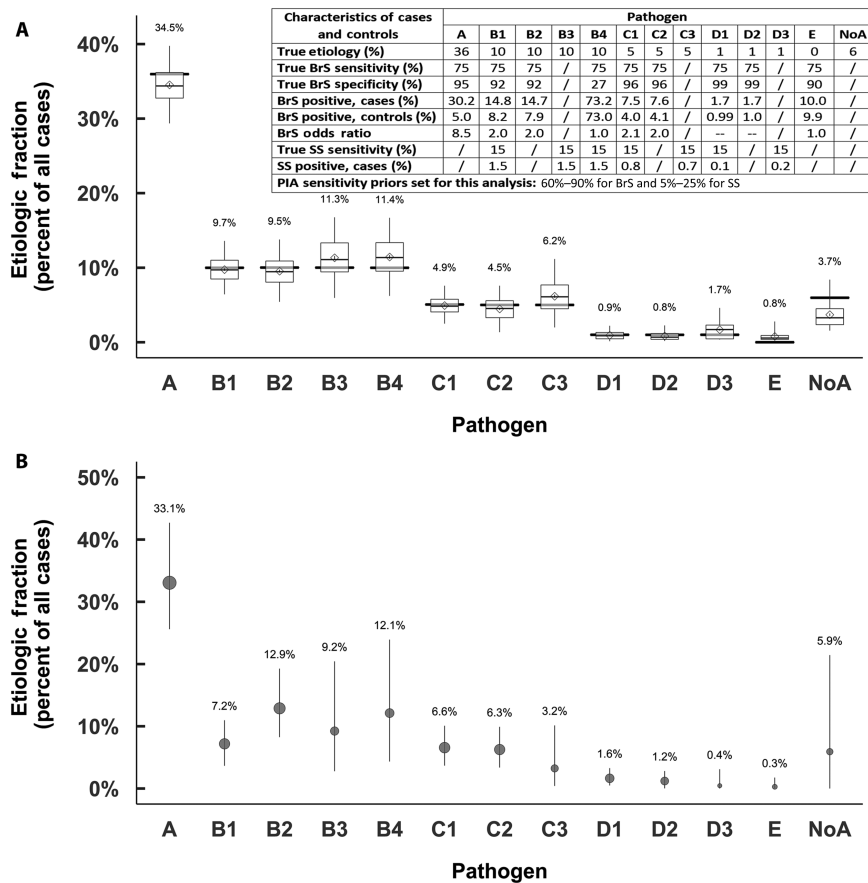 A
Characteristics of cases and controls
Pathogen
A B1 B2 B3 B4 C1 C2 C3 D1 D2 D3 E NoA
True etiology (%) 36 10 10 10 10 5 5 5 1 1 1 0 6
True BrS sensitivity (%) 75 75 75 / 75 75 75 / 75 75 / 75 /
True BrS specificity (%) 95 92 92 / 27 96 96 / 99 99 / 90 /
BrS positive, cases (%) 30.2 14.8 14.7 / 73.2 7.5 7.6 / 1.7 1.7 / 10.0 /
BrS positive, controls (%) 5.0 8.2 7.9 / 73.0 4.0 4.1 / 0.99 1.0 / 9.9 /
BrS odds ratio 8.5 2.0 2.0 / 1.0 2.1 2.0 / -- -- / 1.0 /
True SS sensitivity (%) / 15 / 15 15 15 / 15 15 / 15 / /
SS positive, cases (%) / 1.5 / 1.5 1.5 0.8 / 0.7 0.1 / 0.2 / /
PIA sensitivity priors set for this analysis: 60%–90% for BrS and 5%–25% for SS
Etiologic fraction
(percent of all cases)
40%
30%
20%
10%
0%
34.5%
9.7%
9.5%
11.3%
11.4%
4.9%
4.5%
6.2%
0.9%
0.8%
1.7%
0.8%
3.7%
A B1 B2 B3 B4 C1 C2 C3 D1 D2 D3 E NoA
Pathogen
B
Etiologic fraction
(percent of all cases)
50%
40%
30%
20%
10%
0%
33.1%
7.2%
12.9%
9.2%
12.1%
6.6%
6.3%
3.2%
1.6%
1.2%
0.4%
0.3%
5.9%
A B1 B2 B3 B4 C1 C2 C3 D1 D2 D3 E NoA
Pathogen